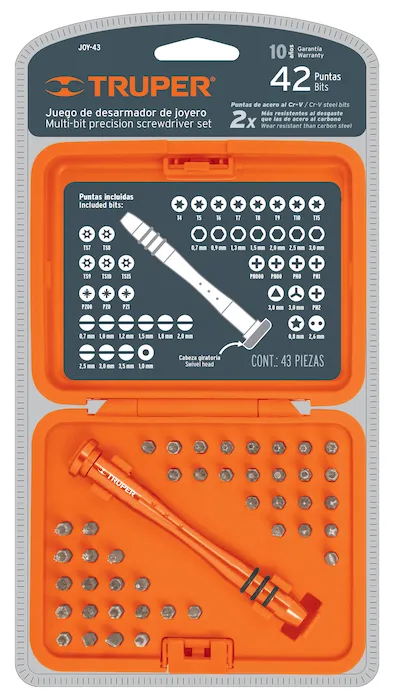 JOY-43
TRUPER®
Juego de desarmador de joyero
Multi-bit precision screwdriver set
10 años Garantía
Warranty
42 Puntas
Bits
Puntas de acero al Cr-V / Cr-V steel bits
2x Más resistentes al desgaste
que las de acero al carbono
Wear resistant than carbon steel
Puntas incluidas
Included bits:
T4 T5 T6 T7 T8 T9 T10 T15
0,7 mm 0,9 mm 1,3 mm 1,5 mm 2,0 mm 2,5 mm 3,0 mm
TS7 TS8
TS9 TS10 TS15
PH000 PH00 PH0 PH1
PZ00 PZ0 PZ1
3,0 mm 3,0 mm PH2
0,7 mm 1,0 mm 1,2 mm 1,5 mm 1,8 mm 2,0 mm
0,8 mm 2,6 mm
2,5 mm 3,0 mm 3,5 mm 1,0 mm
Cabeza giratoria
Swivel head
CONT.: 43 PIEZAS
TRUPER